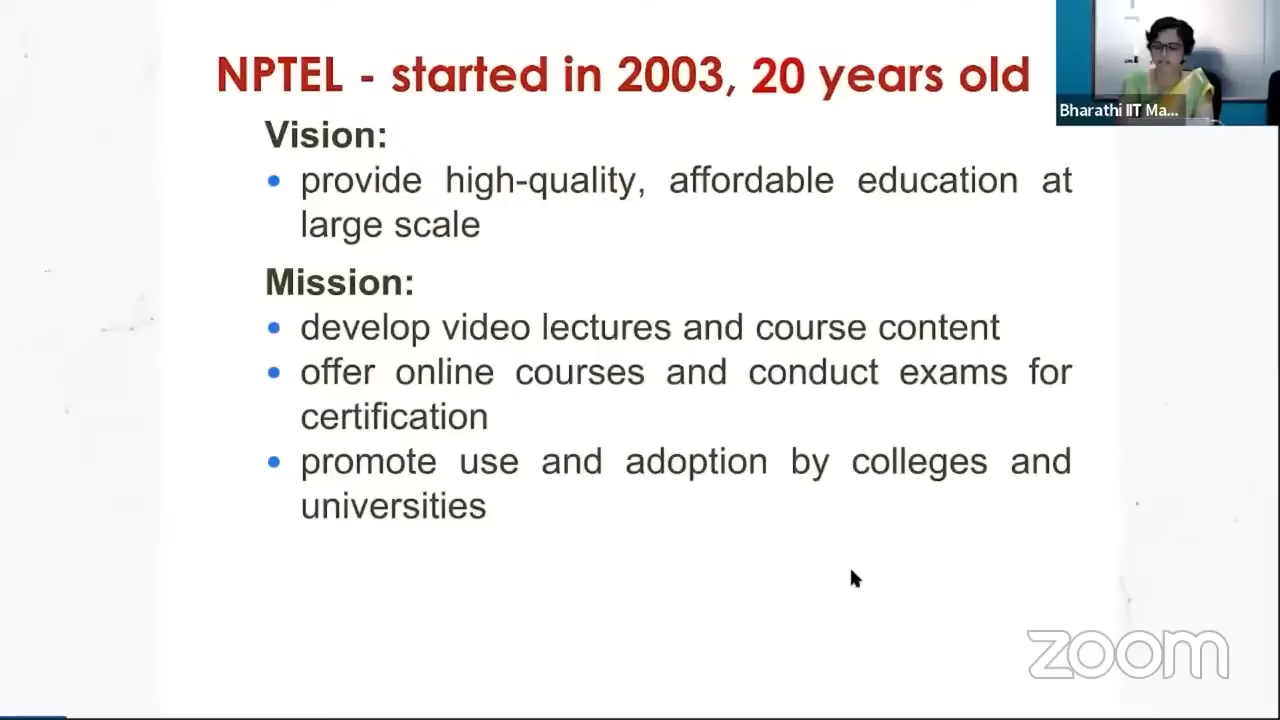 NPTEL - started in 2003, 20 years old
Bharathi IIT Ma...
Vision:
• provide high-quality, affordable education at
large scale
Mission:
• develop video lectures and course content
• offer online courses and conduct exams for
certification
• promote use and adoption by colleges and
universities
zoom